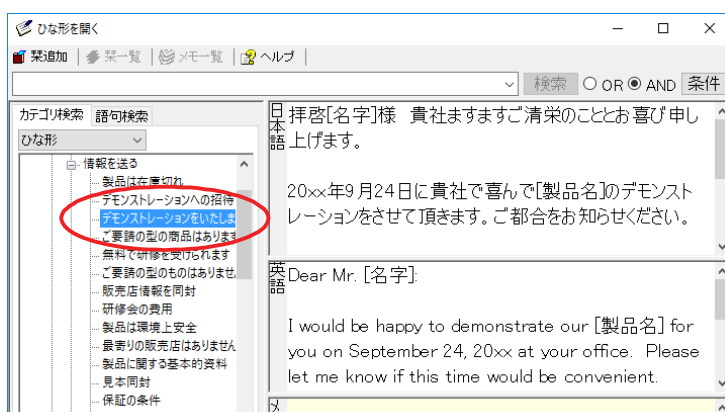 ひな形を開く
栞追加 栞一覧 メモ一覧 ヘルプ
検索 OR AND 条件
カテゴリ検索 語句検索
ひな形
情報を送る
製品は在庫切れ
デモンストレーションへの招待
デモンストレーションをいたしま
ご要請の型の商品はあります
無料で研修を受けられます
ご要請の型のものはありませ
販売店情報を同封
研修会の費用
製品は環境上安全
最寄りの販売店はありません
製品に関する基本的資料
見本同封
保証の条件
日本語
拝啓[名字]様 貴社ますますご清栄のこととお喜び申し
上げます。
20xx年9月24日に貴社で喜んで[製品名]のデモンスト
レーションをさせて頂きます。ご都合をお知らせください。
英語
Dear Mr. [名字]:
I would be happy to demonstrate our [製品名] for
you on September 24, 20xx at your office. Please
let me know if this time would be convenient.
メ